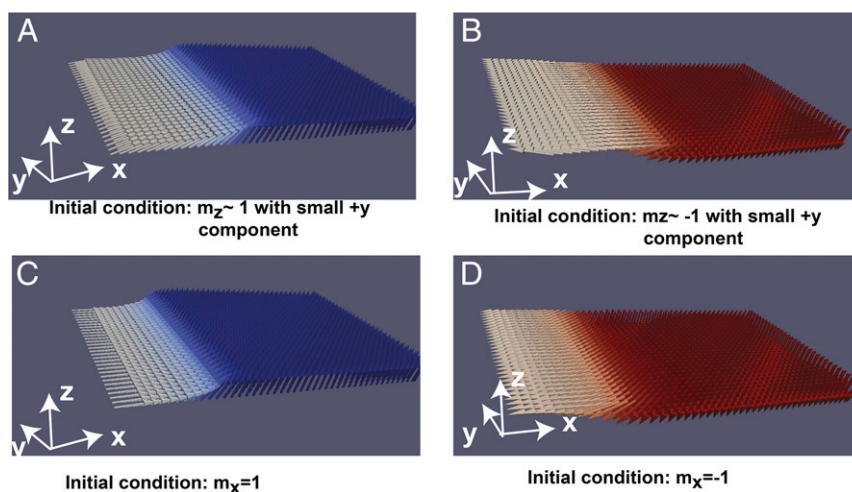 A
z
y
x
Initial condition: mz~ 1 with small +y
component
B
z
y
x
Initial condition: mz~ -1 with small +y
component
C
z
y
x
Initial condition: mx=1
D
z
y
x
Initial condition: mx=-1